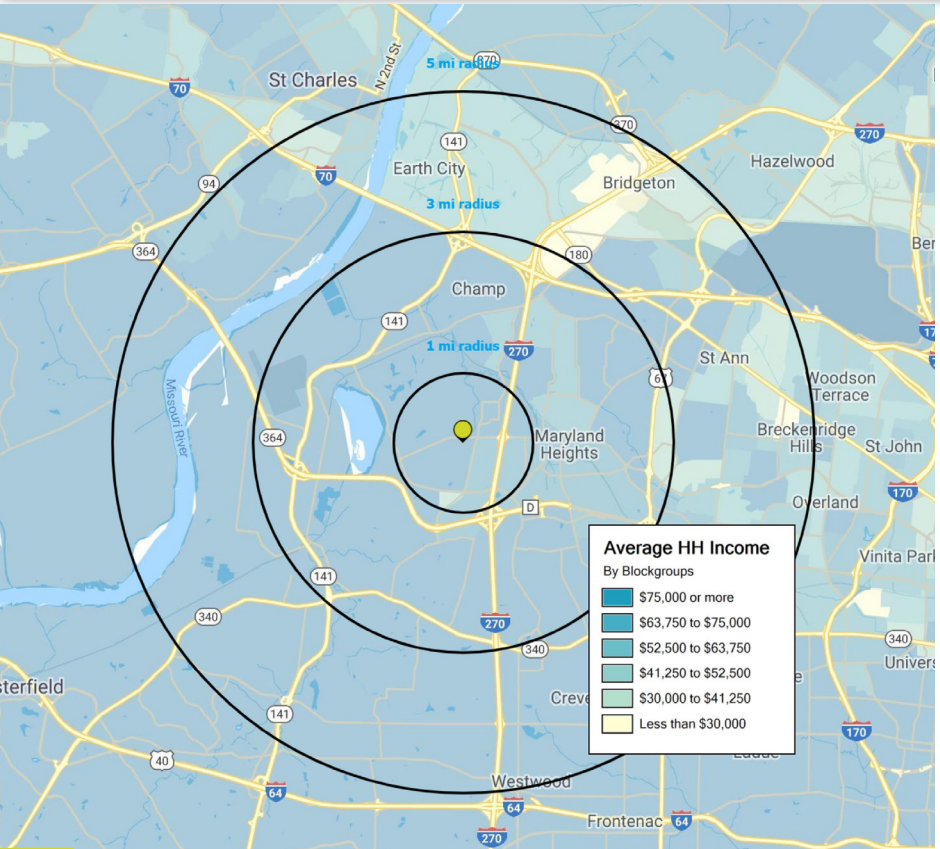 5 mi radius
370
N 2nd St
St Charles
70
370
270
141
Hazelwood
Earth City
70
Bridgeton
94
3 mi radius
364
180
Champ
141
1 mi radius
270
St Ann
67
Woodson
Terrace
Missouri River
364
Maryland
Heights
Breckenridge
Hills
St John
170
Overland
D
Average HH Income
By Blockgroups
$75,000 or more
$63,750 to $75,000
$52,500 to $63,750
$41,250 to $52,500
$30,000 to $41,250
Less than $30,000
Vinita Park
141
340
270
340
340
Univers
sterfield
Creve
141
170
40
64
Westwood
64
Frontenac
64
270